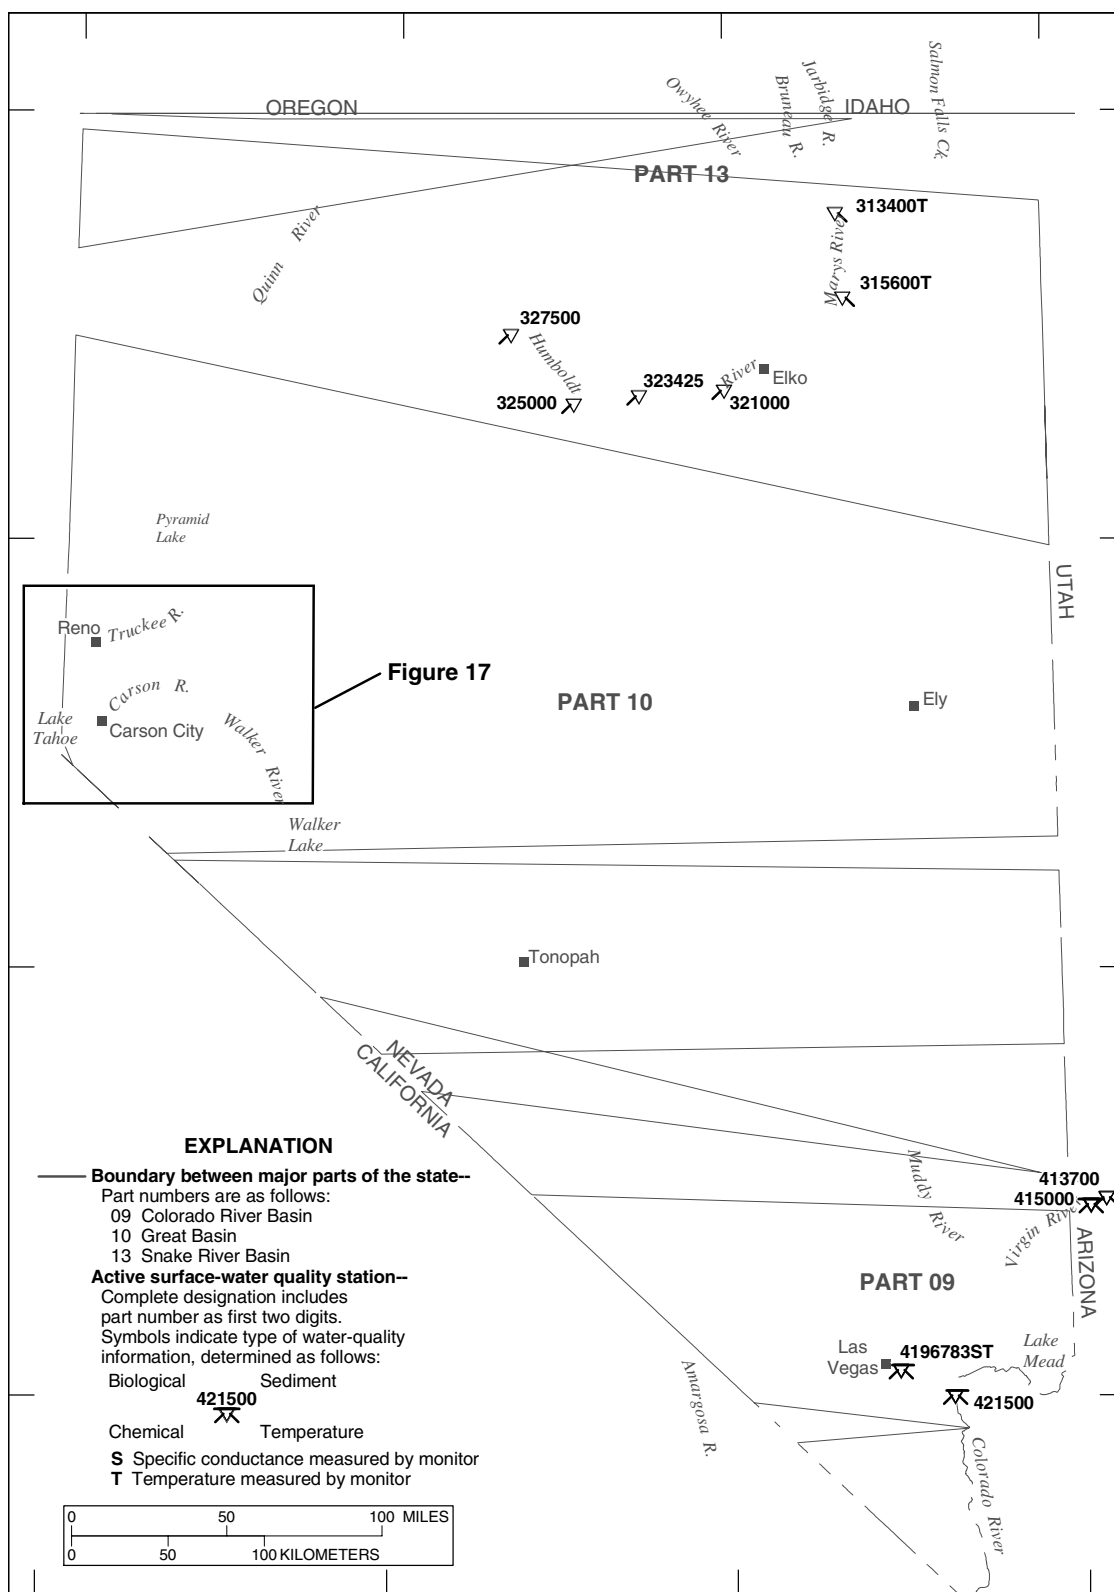 OREGON
IDAHO
Owyhee River
Bruneau R.
Jarbidge R.
Salmon Falls Ck.
PART 13
Quinn River
313400T
Marys Rive
315600T
327500
Humboldt
323425
River
Elko
325000
321000
Pyramid
Lake
UTAH
Reno
Truckee R.
Figure 17
Carson R.
PART 10
Ely
Lake
Tahoe
Carson City
Walker River
Walker
Lake
Tonopah
NEVADA
CALIFORNIA
EXPLANATION
Boundary between major parts of the state--
Part numbers are as follows:
09 Colorado River Basin
10 Great Basin
13 Snake River Basin
Active surface-water quality station--
Complete designation includes
part number as first two digits.
Symbols indicate type of water-quality
information, determined as follows:
Biological Sediment
421500
Chemical Temperature
S Specific conductance measured by monitor
T Temperature measured by monitor
0 50 100 MILES
0 50 100 KILOMETERS
Muddy River
413700
415000
Virgin River
ARIZONA
PART 09
Las
Vegas
4196783ST
Lake
Mead
421500
Amargosa R.
Colorado River